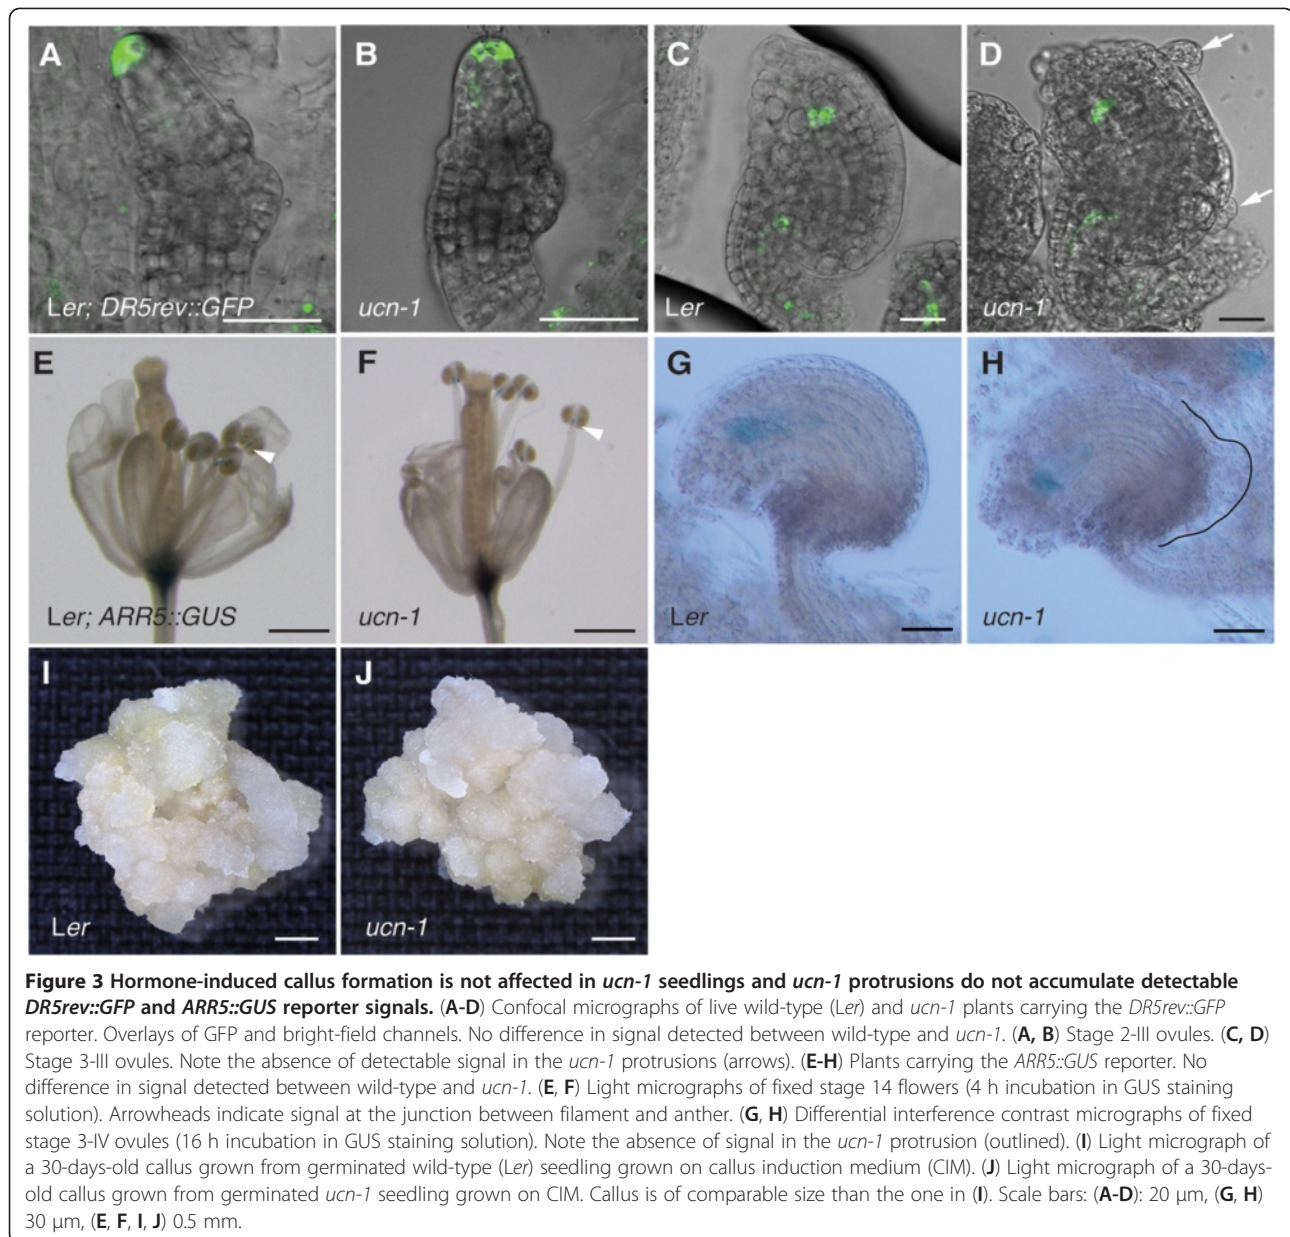 A
B
C
D
Ler; DR5rev::GFP
ucn-1
Ler
ucn-1
E
F
G
H
Ler; ARR5::GUS
ucn-1
Ler
ucn-1
I
J
Ler
ucn-1
Figure 3 Hormone-induced callus formation is not affected in ucn-1 seedlings and ucn-1 protrusions do not accumulate detectable
DR5rev::GFP and ARR5::GUS reporter signals. (A-D) Confocal micrographs of live wild-type (Ler) and ucn-1 plants carrying the DR5rev::GFP
reporter. Overlays of GFP and bright-field channels. No difference in signal detected between wild-type and ucn-1. (A, B) Stage 2-III ovules. (C, D)
Stage 3-III ovules. Note the absence of detectable signal in the ucn-1 protrusions (arrows). (E-H) Plants carrying the ARR5::GUS reporter. No
difference in signal detected between wild-type and ucn-1. (E, F) Light micrographs of fixed stage 14 flowers (4 h incubation in GUS staining
solution). Arrowheads indicate signal at the junction between filament and anther. (G, H) Differential interference contrast micrographs of fixed
stage 3-IV ovules (16 h incubation in GUS staining solution). Note the absence of signal in the ucn-1 protrusion (outlined). (I) Light micrograph of
a 30-days-old callus grown from germinated wild-type (Ler) seedling grown on callus induction medium (CIM). (J) Light micrograph of a 30-days-
old callus grown from germinated ucn-1 seedling grown on CIM. Callus is of comparable size than the one in (I). Scale bars: (A-D): 20 μm, (G, H)
30 μm, (E, F, I, J) 0.5 mm.